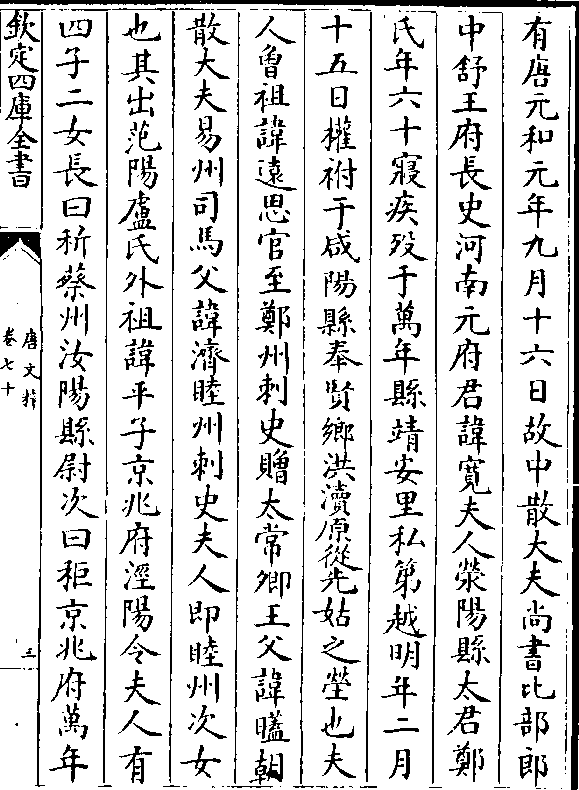 有唐元和元年九月十六日故中散大夫尚書比部郎
中舒王府長史河南元府君諱寛夫人滎陽縣太君鄭
氏年六十寢疾殁于萬年縣靖安里私第越明年二月
十五日權祔于咸陽縣奉賢鄉洪瀆原從先姑之塋也夫
人曾祖諱遠思官至鄭州刺史贈太常卿王父諱曕朝
散大夫易州司馬父諱濟睦州刺史夫人即睦州次女
也其出范陽盧氏外祖諱平子京兆府涇陽令夫人有
四子二女長曰秎蔡州汝陽縣尉次曰秬京兆府萬年
欽定四庫全書
唐文粹
卷七十
三